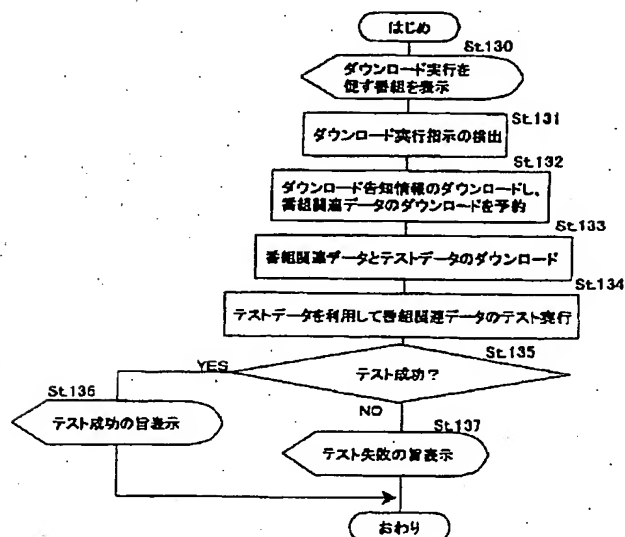 はじめ
St.130
ダウンロード実行を
促す番組を表示
St.131
ダウンロード実行指示の検出
St.132
ダウンロード告知情報のダウンロードし、
番組関連データのダウンロードを予約
St.133
番組関連データとテストデータのダウンロード
St.134
テストデータを利用して番組関連データのテスト実行
St.135
テスト成功?
YES
NO
St.136
テスト成功の旨表示
St.137
テスト失敗の旨表示
おわり